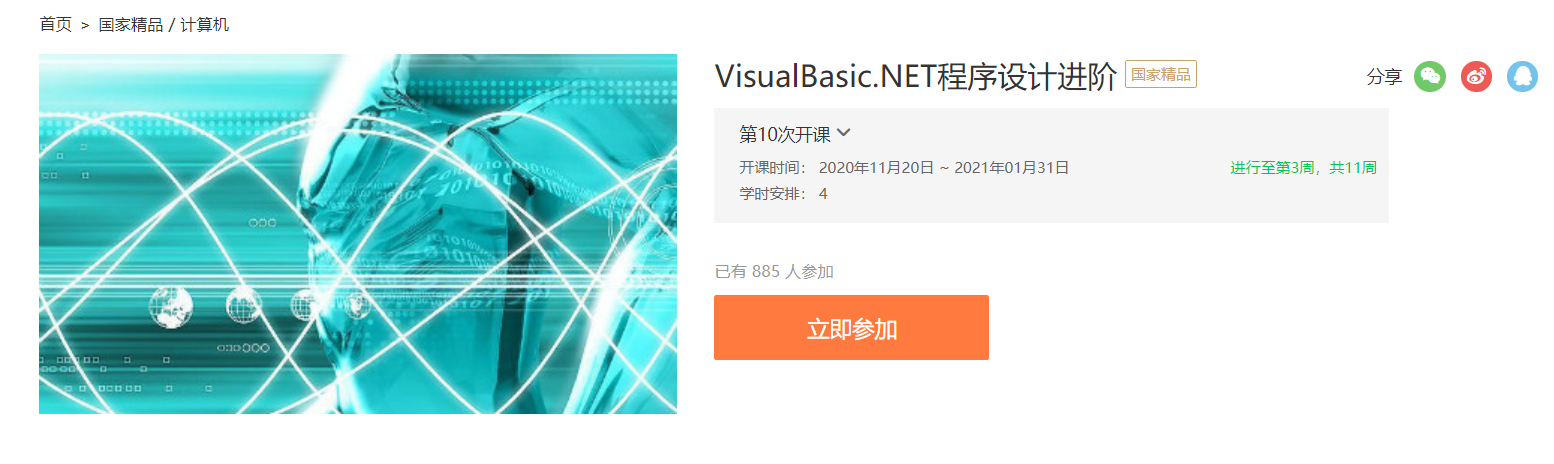 首页 > 国家精品 / 计算机
VisualBasic.NET程序设计进阶 国家精品
分享
第10次开课
开课时间： 2020年11月20日 ~ 2021年01月31日 进行至第3周，共11周
学时安排： 4
已有 885 人参加
立即参加